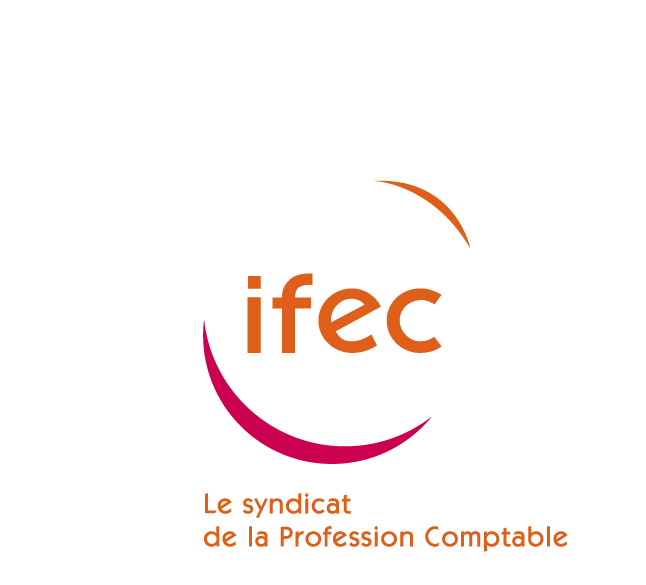 ifec
Le syndicat
de la Profession Comptable